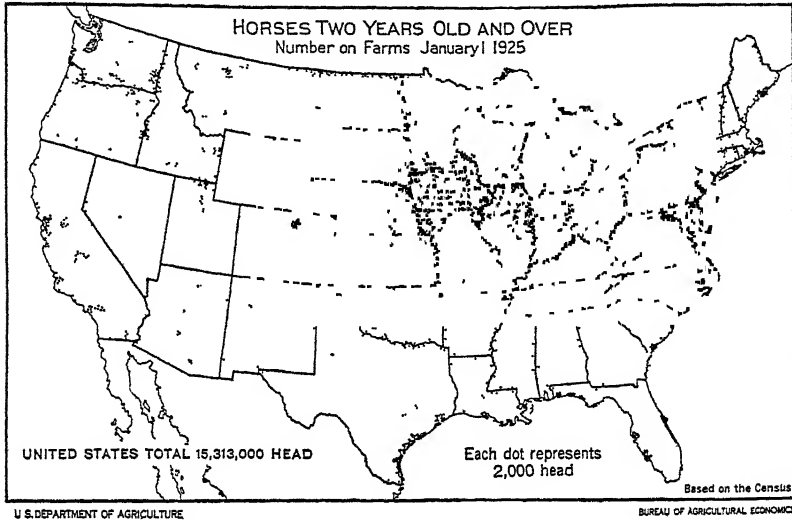 HORSES TWO YEARS OLD AND OVER
Number on Farms January 1 1925
UNITED STATES TOTAL 15,313,000 HEAD
Each dot represents
2,000 head
Based on the Census
U S. DEPARTMENT OF AGRICULTURE
BUREAU OF AGRICULTURAL ECONOMICS